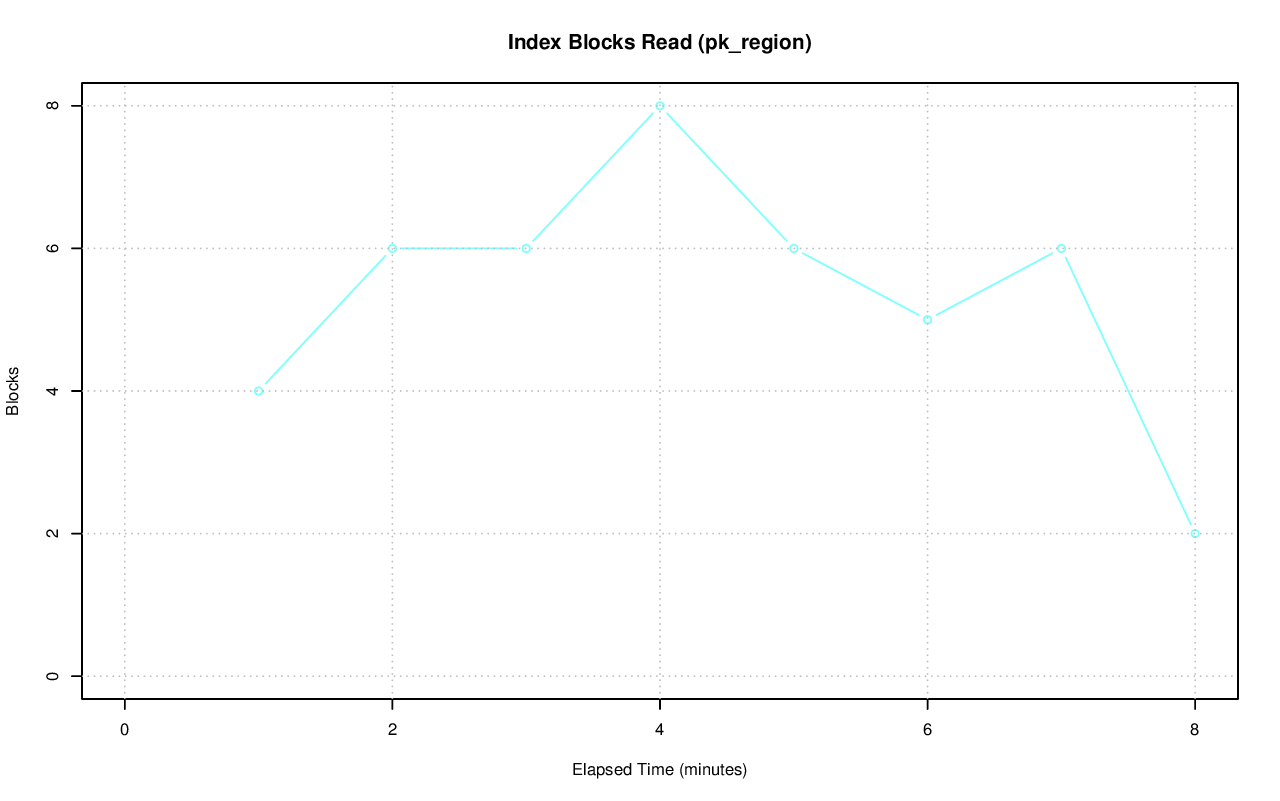 Index Blocks Read (pk_region)
Blocks
8
6
4
2
0
0 2 4 6 8
Elapsed Time (minutes)